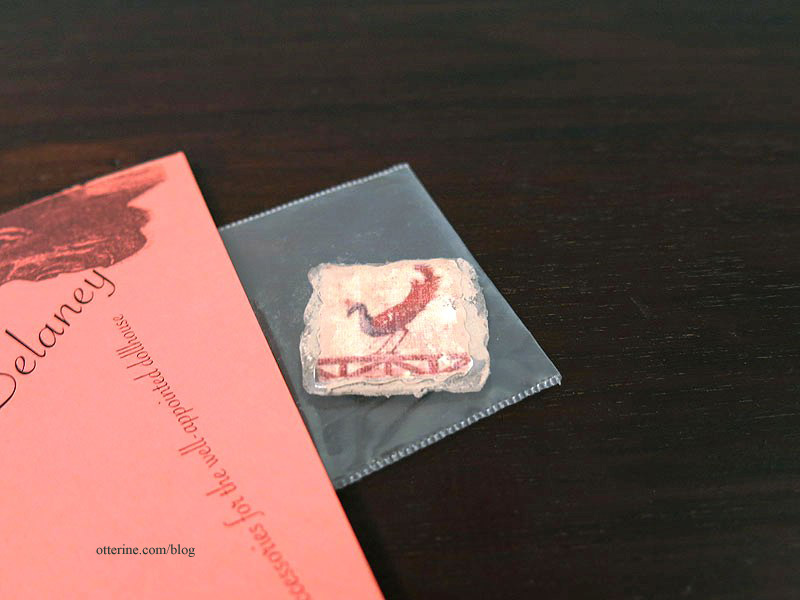 Delaney
accessories for the well-appointed dollhouse
otterine.com/blog